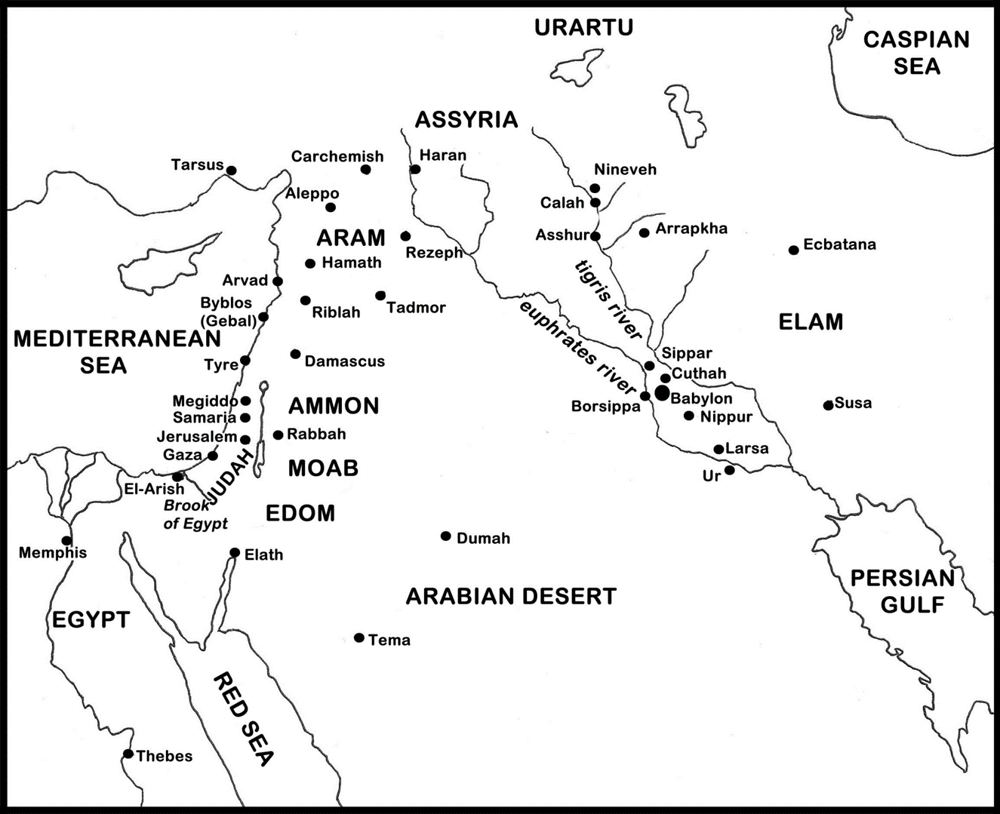 URARTU
CASPIAN
SEA
ASSYRIA
Tarsus
Carchemish
Haran
Nineveh
Aleppo
Calah
ARAM
Asshur
Arrapkha
Rezeph
Ecbatana
Hamath
tigris river
Arvad
Byblos
(Gebal)
Riblah
Tadmor
euphrates river
ELAM
MEDITERRANEAN
SEA
Tyre
Damascus
Sippar
Cuthah
Megiddo
AMMON
Borsippa
Babylon
Susa
Samaria
Nippur
Jerusalem
Rabbah
Larsa
Gaza
JUDAH
MOAB
Ur
El-Arish
Brook
of Egypt
EDOM
Memphis
Elath
Dumah
PERSIAN
GULF
ARABIAN DESERT
EGYPT
Tema
RED SEA
Thebes